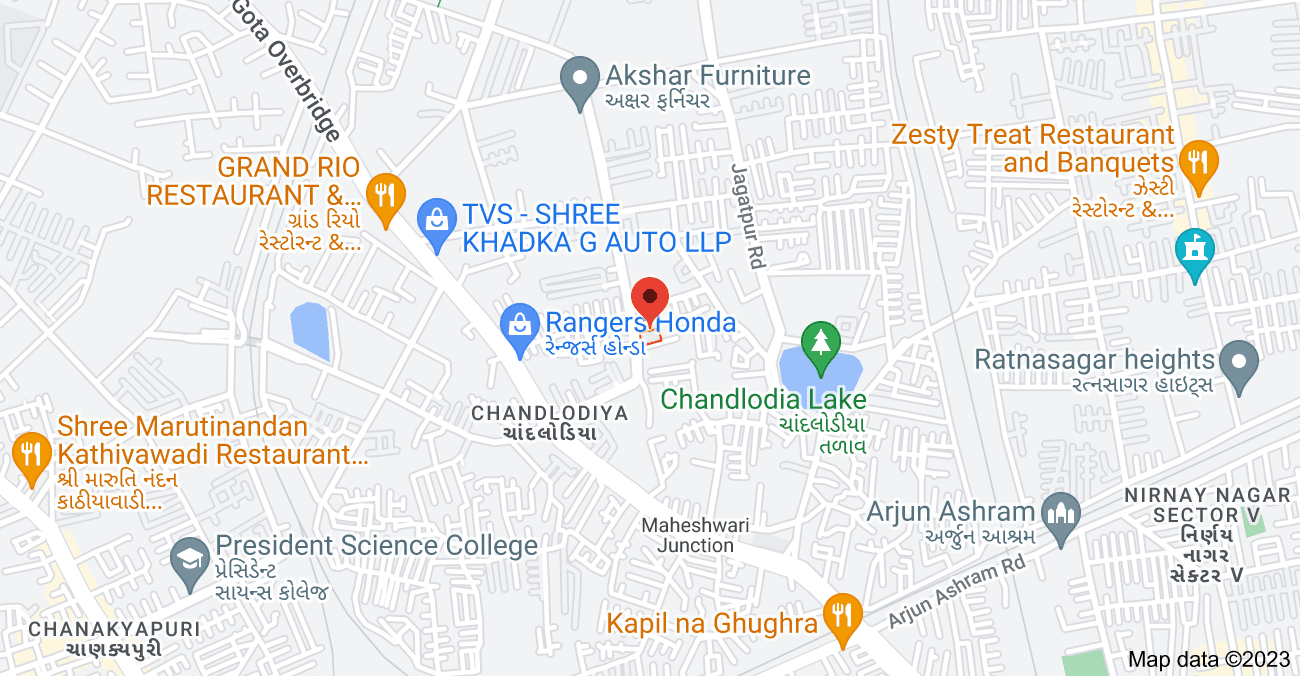 Gota Overbridge
Akshar Furniture
અક્ષર ફર્નિચર
Zesty Treat Restaurant
and Banquets
ઝેસ્ટી
રેસ્ટોરન્ટ &...
GRAND RIO
RESTAURANT &...
ગ્રાંડ રિયો
રેસ્ટોરન્ટ &...
Jagatpur Rd
TVS - SHREE
KHADKA G AUTO LLP
Rangers Honda
રેન્જર્સ હોન્ડા
Ratnasagar heights
રત્નસાગર હાઇટ્સ
Chandlodia Lake
ચાંદલોડીયા
તળાવ
CHANDLODIYA
ચાંદલોડિયા
Shree Marutinandan
Kathivawadi Restaurant...
શ્રી મારુતિ નંદન
કાઠીયાવાડી...
NIRNAY NAGAR
SECTOR V
નિર્ણય
નાગર
સેક્ટર V
Arjun Ashram
અર્જુન આશ્રમ
Maheshwari
Junction
President Science College
પ્રેસિડેન્ટ
સાયન્સ કોલેજ
Arjun Ashram Rd
Kapil na Ghughra
CHANAKYAPURI
ચાણક્યપુરી
Map data ©2023